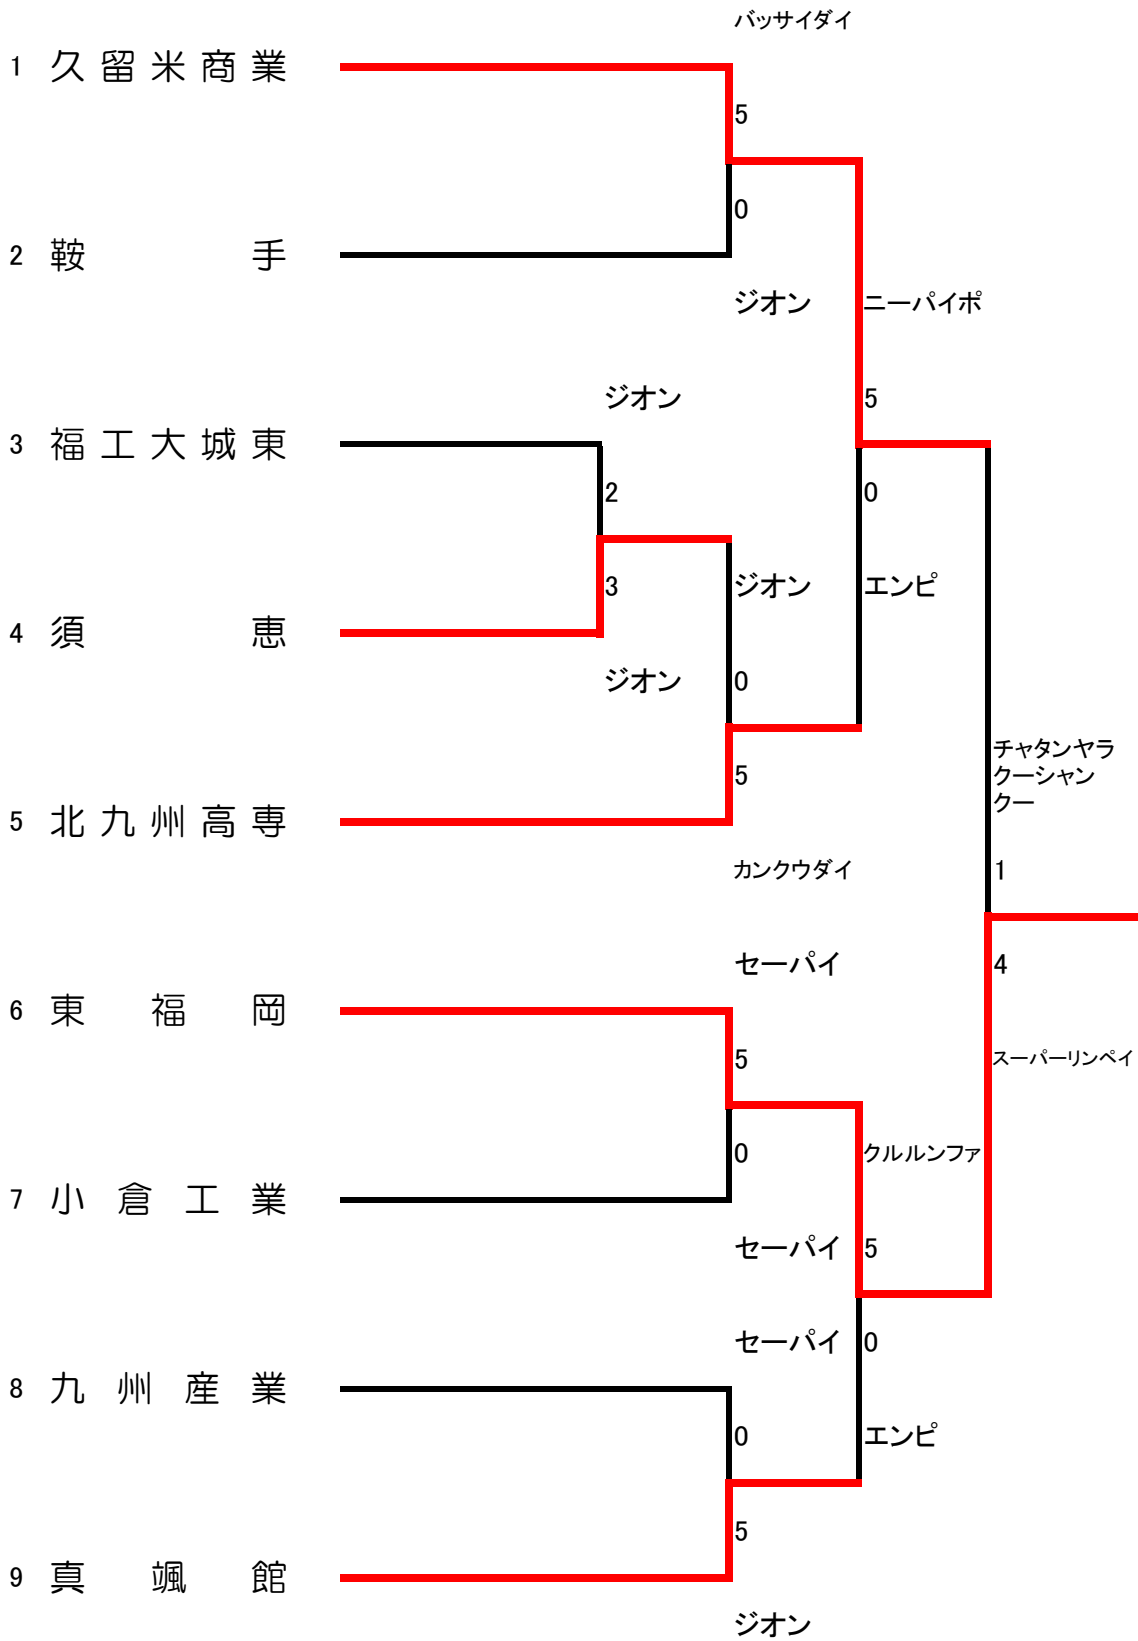 バッサイダイ
1 久留米商業
5
0
2 鞍手
ジオン
ニーパイポ
ジオン
5
3 福工大城東
2
0
3
ジオン
エンピ
4 須恵
ジオン
0
チャタンヤラ
クーシャン
クー
5
5 北九州高専
カンクウダイ
1
セーパイ
4
6 東福岡
5
スーパーリンペイ
0
クルルンファ
7 小倉工業
セーパイ
5
セーパイ
0
8 九州産業
0
エンピ
5
9 真颯館
ジオン